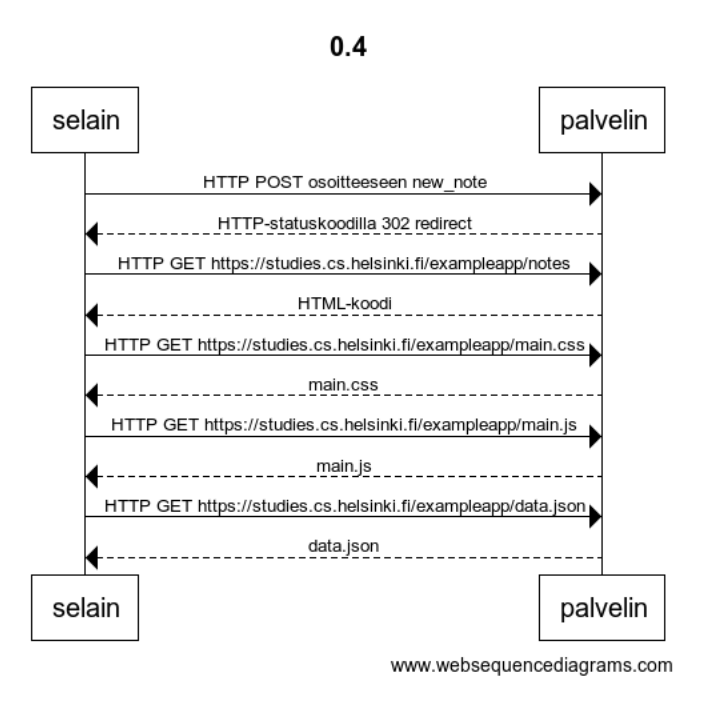 0.4
selain palvelin
HTTP POST osoitteeseen new_note
HTTP-statuskoodilla 302 redirect
HTTP GET https://studies.cs.helsinki.fi/exampleapp/notes
HTML-koodi
HTTP GET https://studies.cs.helsinki.fi/exampleapp/main.css
main.css
HTTP GET https://studies.cs.helsinki.fi/exampleapp/main.js
main.js
HTTP GET https://studies.cs.helsinki.fi/exampleapp/data.json
data.json
selain palvelin
www.websequencediagrams.com